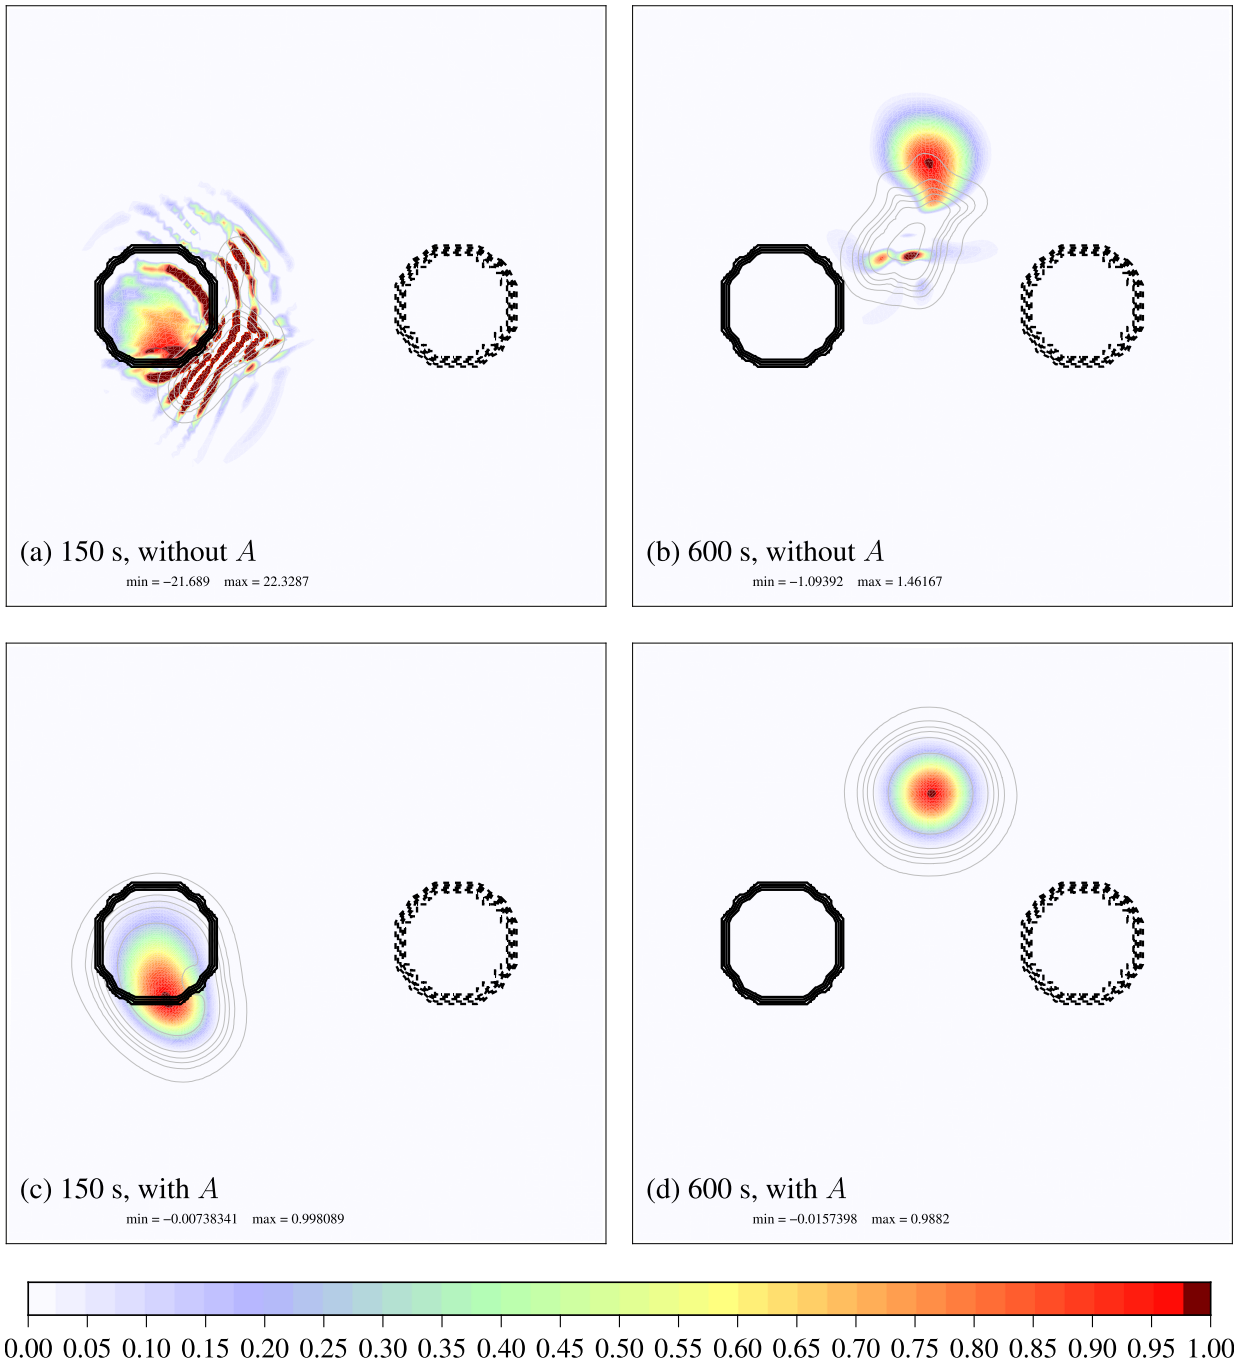 (a) 150 s, without A
min = −21.689 max = 22.3287
(b) 600 s, without A
min = −1.09392 max = 1.46167
(c) 150 s, with A
min = −0.00738341 max = 0.998089
(d) 600 s, with A
min = −0.0157398 max = 0.9882
0.00 0.05 0.10 0.15 0.20 0.25 0.30 0.35 0.40 0.45 0.50 0.55 0.60 0.65 0.70 0.75 0.80 0.85 0.90 0.95 1.00